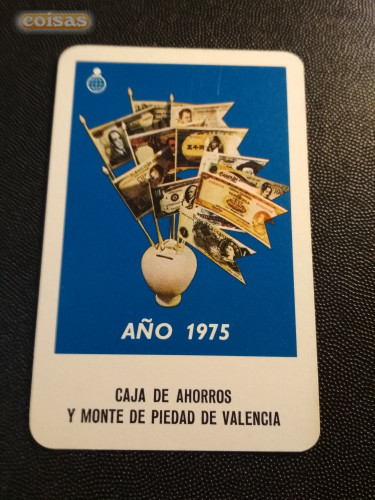 coisas
AÑO 1975
CAJA DE AHORROS
Y MONTE DE PIEDAD DE VALENCIA